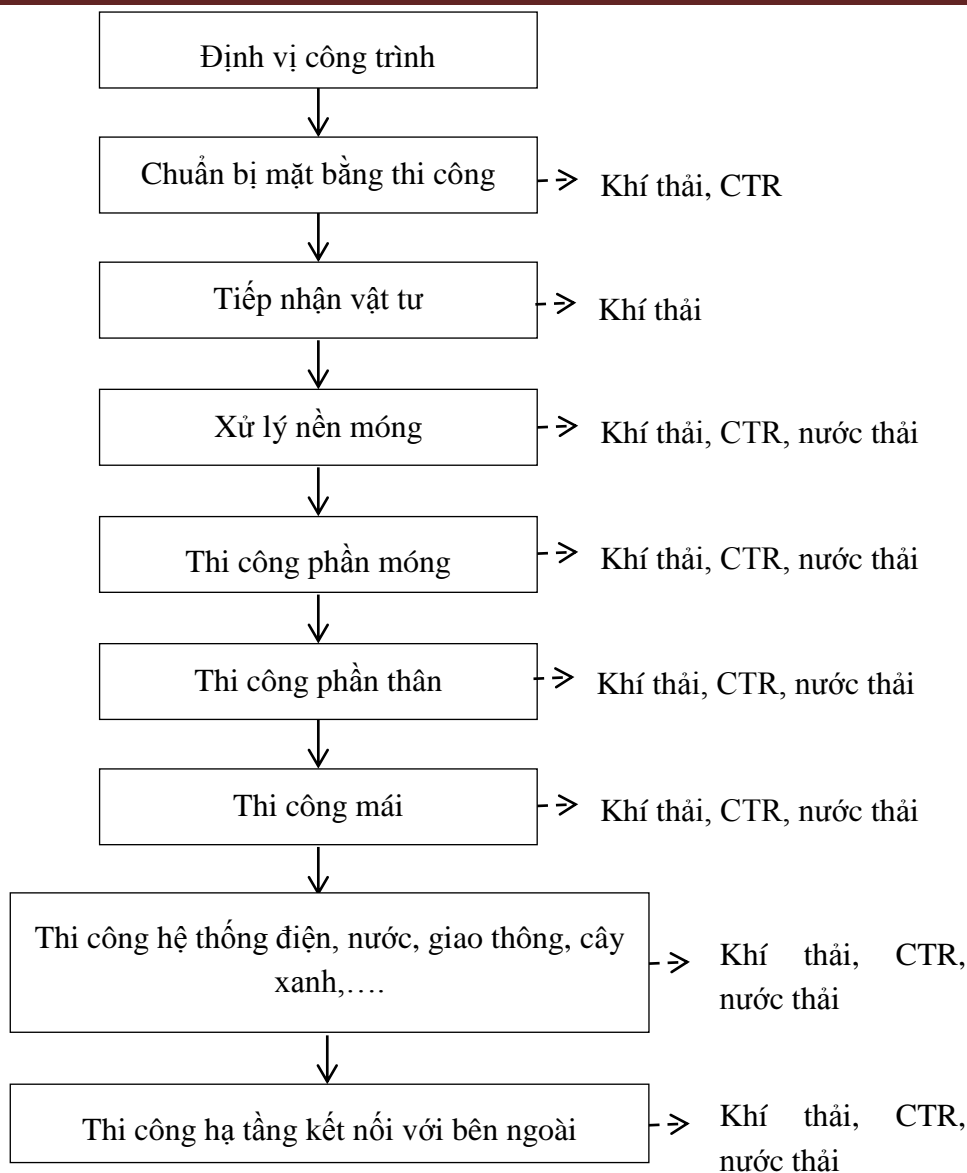 Định vị công trình
Chuẩn bị mặt bằng thi công
Khí thải, CTR
Tiếp nhận vật tư
Khí thải
Xử lý nền móng
Khí thải, CTR, nước thải
Thi công phần móng
Khí thải, CTR, nước thải
Thi công phần thân
Khí thải, CTR, nước thải
Thi công mái
Khí thải, CTR, nước thải
Thi công hệ thống điện, nước, giao thông, cây
xanh,….
Khí thải, CTR,
nước thải
Thi công hạ tầng kết nối với bên ngoài
Khí thải, CTR,
nước thải